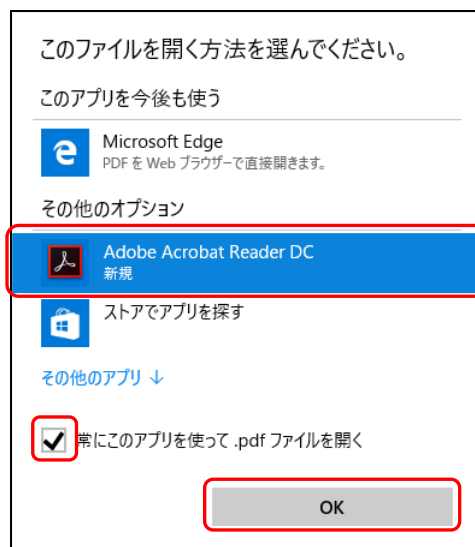 このファイルを開く方法を選んでください。
このアプリを今後も使う
Microsoft Edge
PDF を Web ブラウザーで直接開きます。
その他のオプション
Adobe Acrobat Reader DC
新規
ストアでアプリを探す
その他のアプリ ↓
常にこのアプリを使って .pdf ファイルを開く
OK